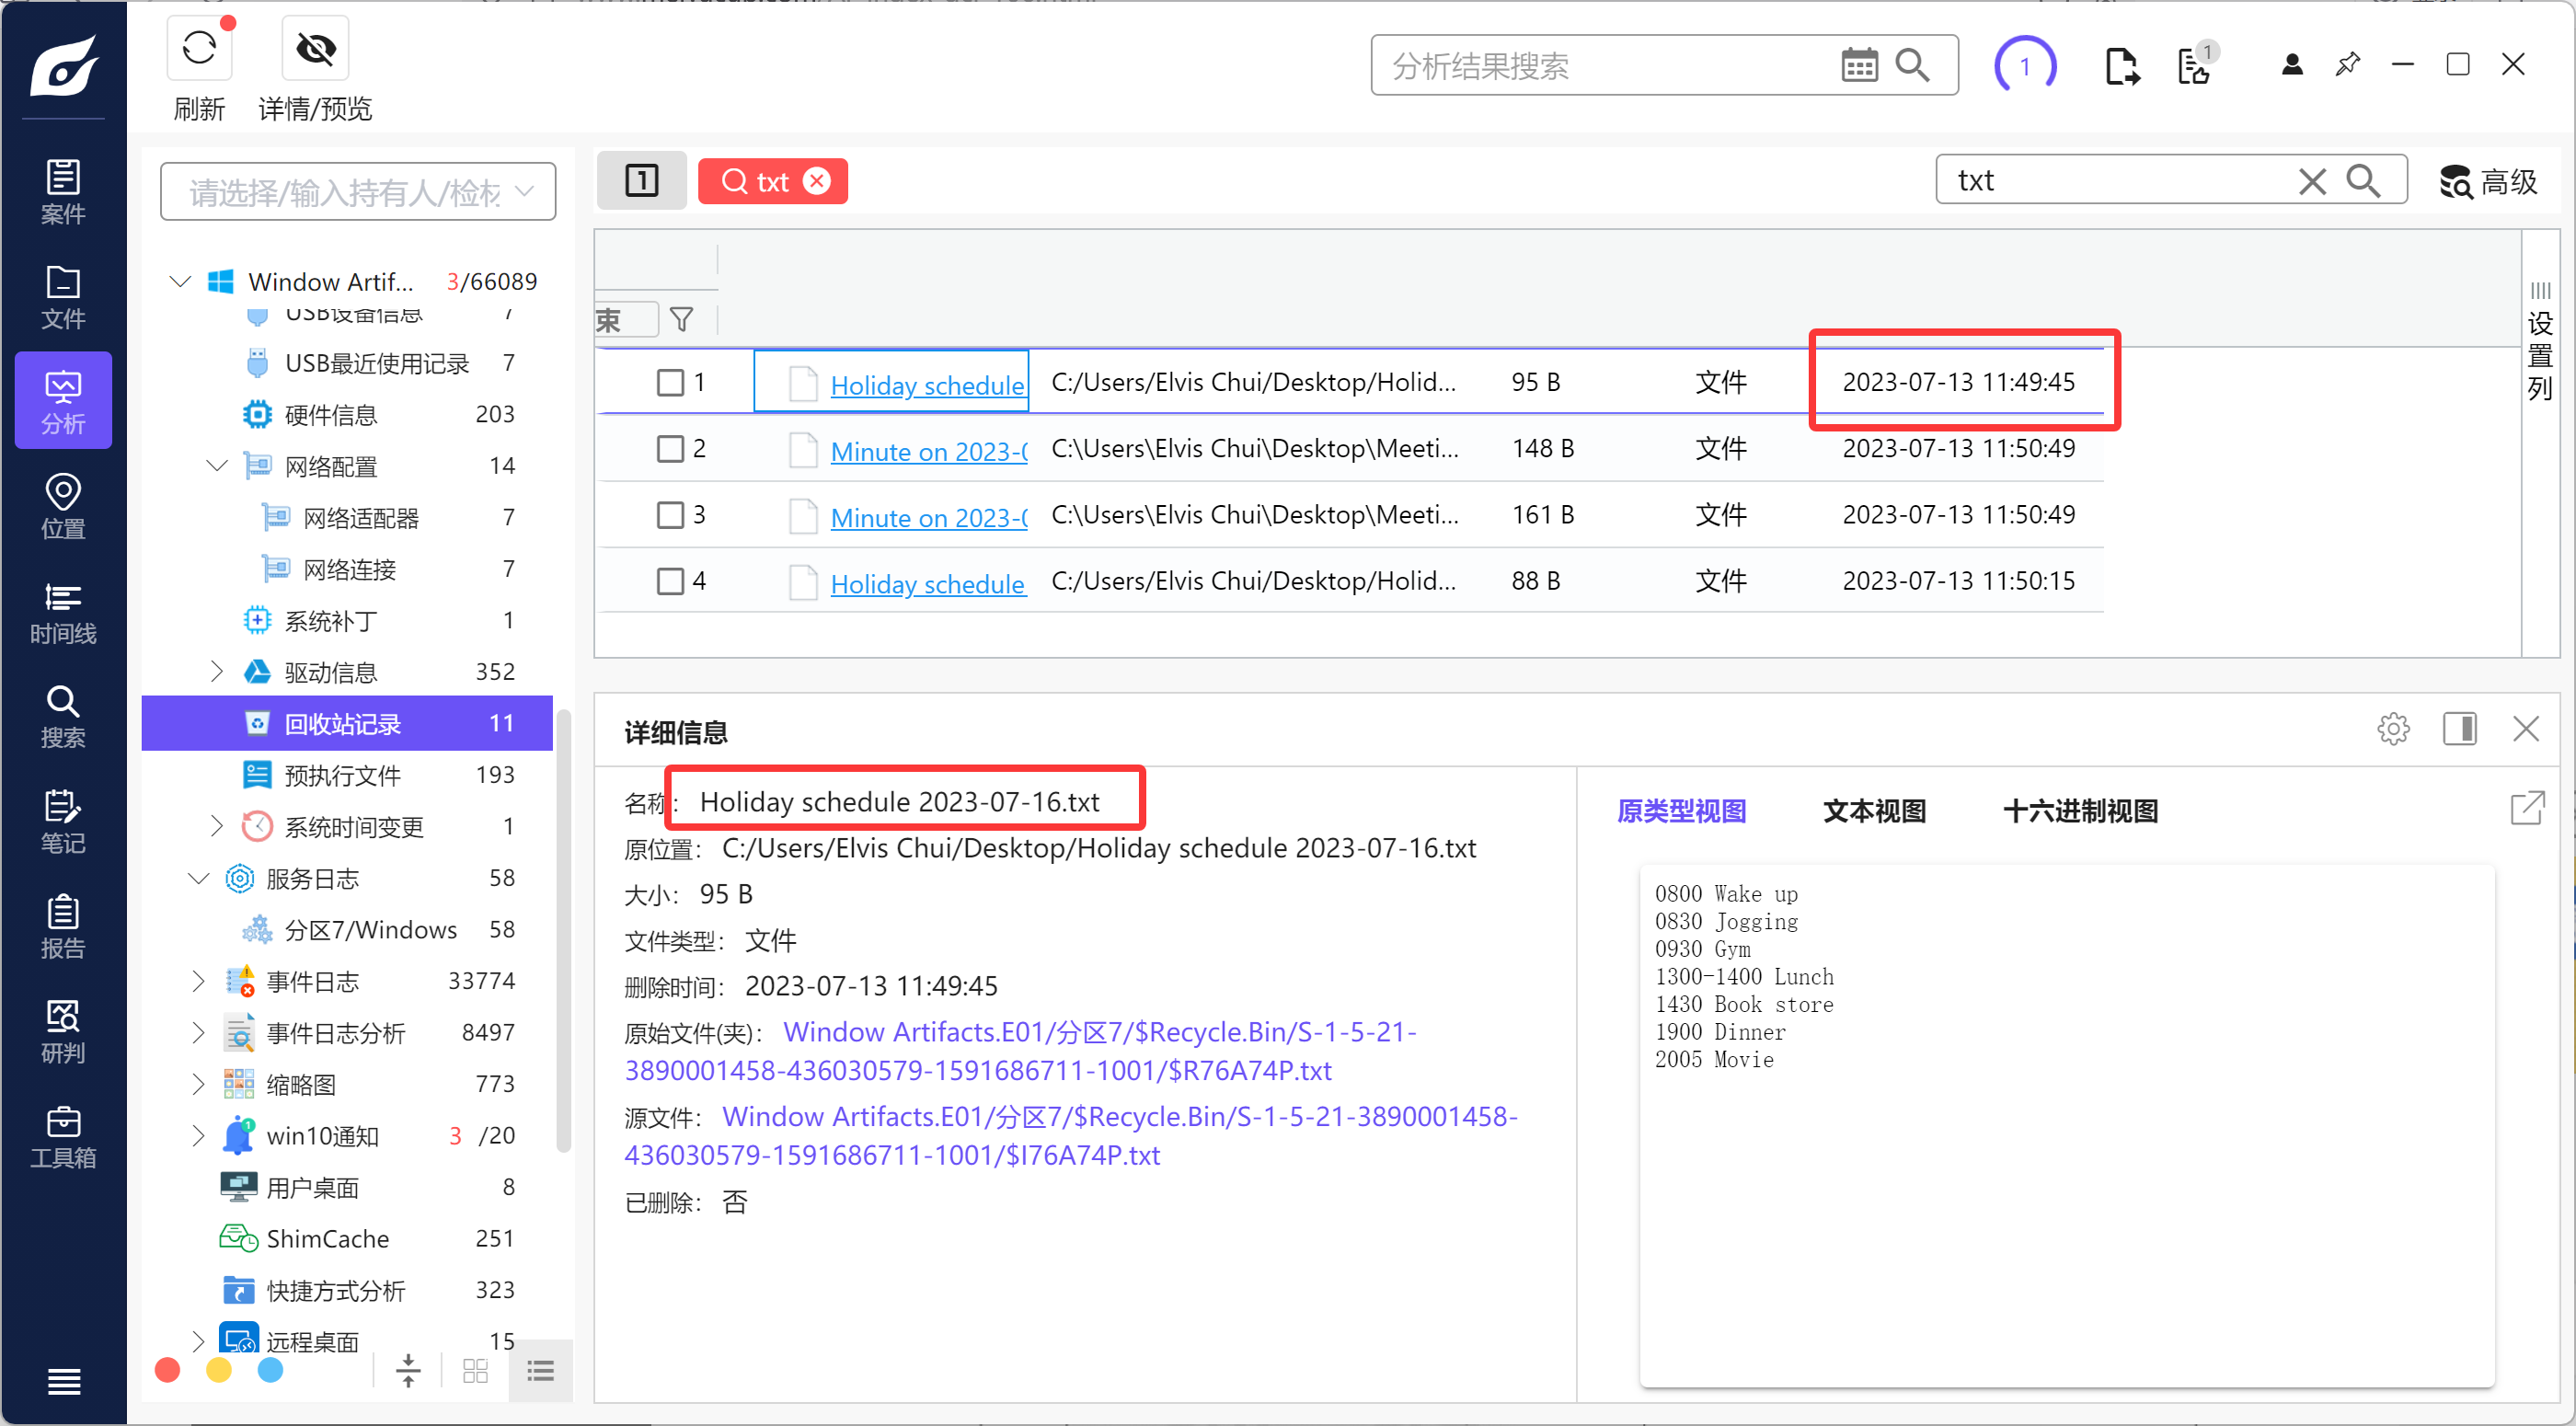 刷新
详情/预览
分析结果搜索
1
1
案件
文件
分析
位置
时间线
搜索
笔记
报告
研判
工具箱
请选择/输入持有人/检材
Window Artif... 3/66089
USB设备信息 7
USB最近使用记录 7
硬件信息 203
网络配置 14
网络适配器 7
网络连接 7
系统补丁 1
驱动信息 352
回收站记录 11
预执行文件 193
系统时间变更 1
服务日志 58
分区7/Windows 58
事件日志 33774
事件日志分析 8497
缩略图 773
win10通知 3 /20
用户桌面 8
ShimCache 251
快捷方式分析 323
远程桌面 15
1
txt
txt
高级
束
设置列
1 Holiday schedule C:/Users/Elvis Chui/Desktop/Holid... 95 B 文件 2023-07-13 11:49:45
2 Minute on 2023-0 C:\Users\Elvis Chui\Desktop\Meeti... 148 B 文件 2023-07-13 11:50:49
3 Minute on 2023-0 C:\Users\Elvis Chui\Desktop\Meeti... 161 B 文件 2023-07-13 11:50:49
4 Holiday schedule C:/Users/Elvis Chui/Desktop/Holid... 88 B 文件 2023-07-13 11:50:15
详细信息
名称: Holiday schedule 2023-07-16.txt
原位置: C:/Users/Elvis Chui/Desktop/Holiday schedule 2023-07-16.txt
大小: 95 B
文件类型: 文件
删除时间: 2023-07-13 11:49:45
原始文件(夹): Window Artifacts.E01/分区7/$Recycle.Bin/S-1-5-21-
3890001458-436030579-1591686711-1001/$R76A74P.txt
源文件: Window Artifacts.E01/分区7/$Recycle.Bin/S-1-5-21-3890001458-
436030579-1591686711-1001/$I76A74P.txt
已删除: 否
原类型视图 文本视图 十六进制视图
0800 Wake up
0830 Jogging
0930 Gym
1300-1400 Lunch
1430 Book store
1900 Dinner
2005 Movie